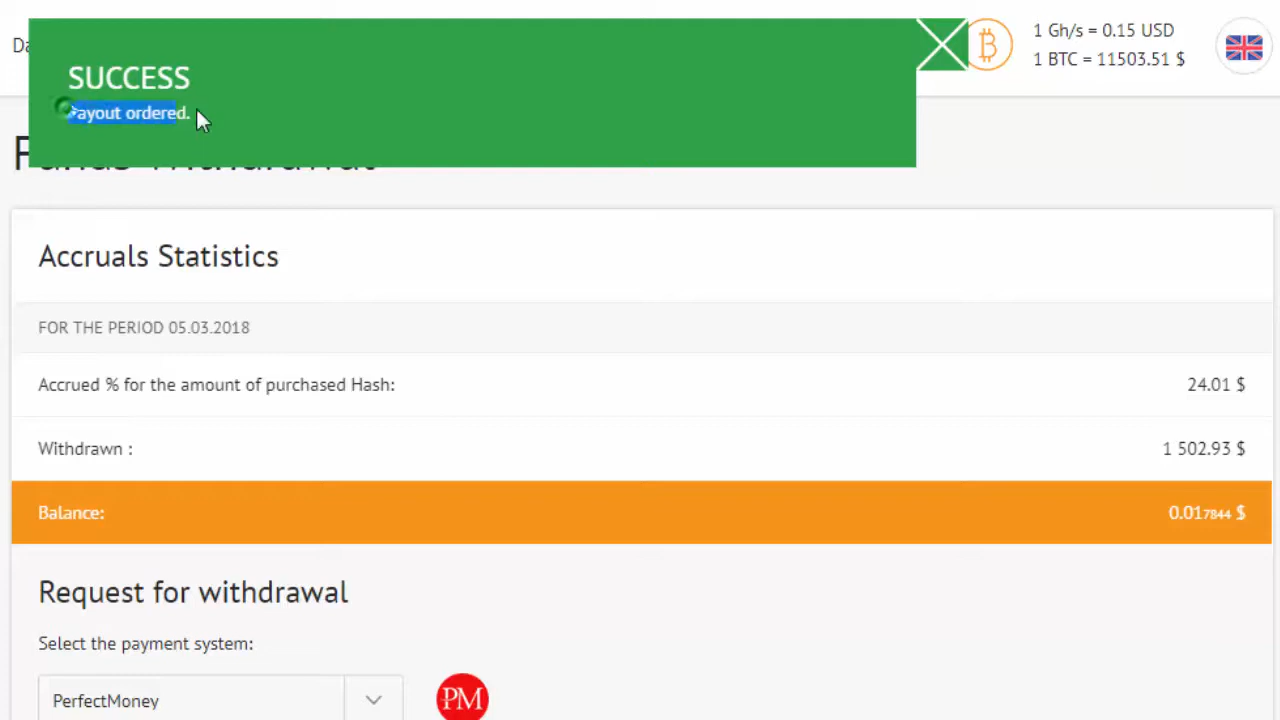 1 Gh/s = 0.15 USD
1 BTC = 11503.51 $
SUCCESS
Payout ordered.
Accruals Statistics
FOR THE PERIOD 05.03.2018
Accrued % for the amount of purchased Hash: 24.01 $
Withdrawn : 1 502.93 $
Balance: 0.017844 $
Request for withdrawal
Select the payment system:
PerfectMoney
PM